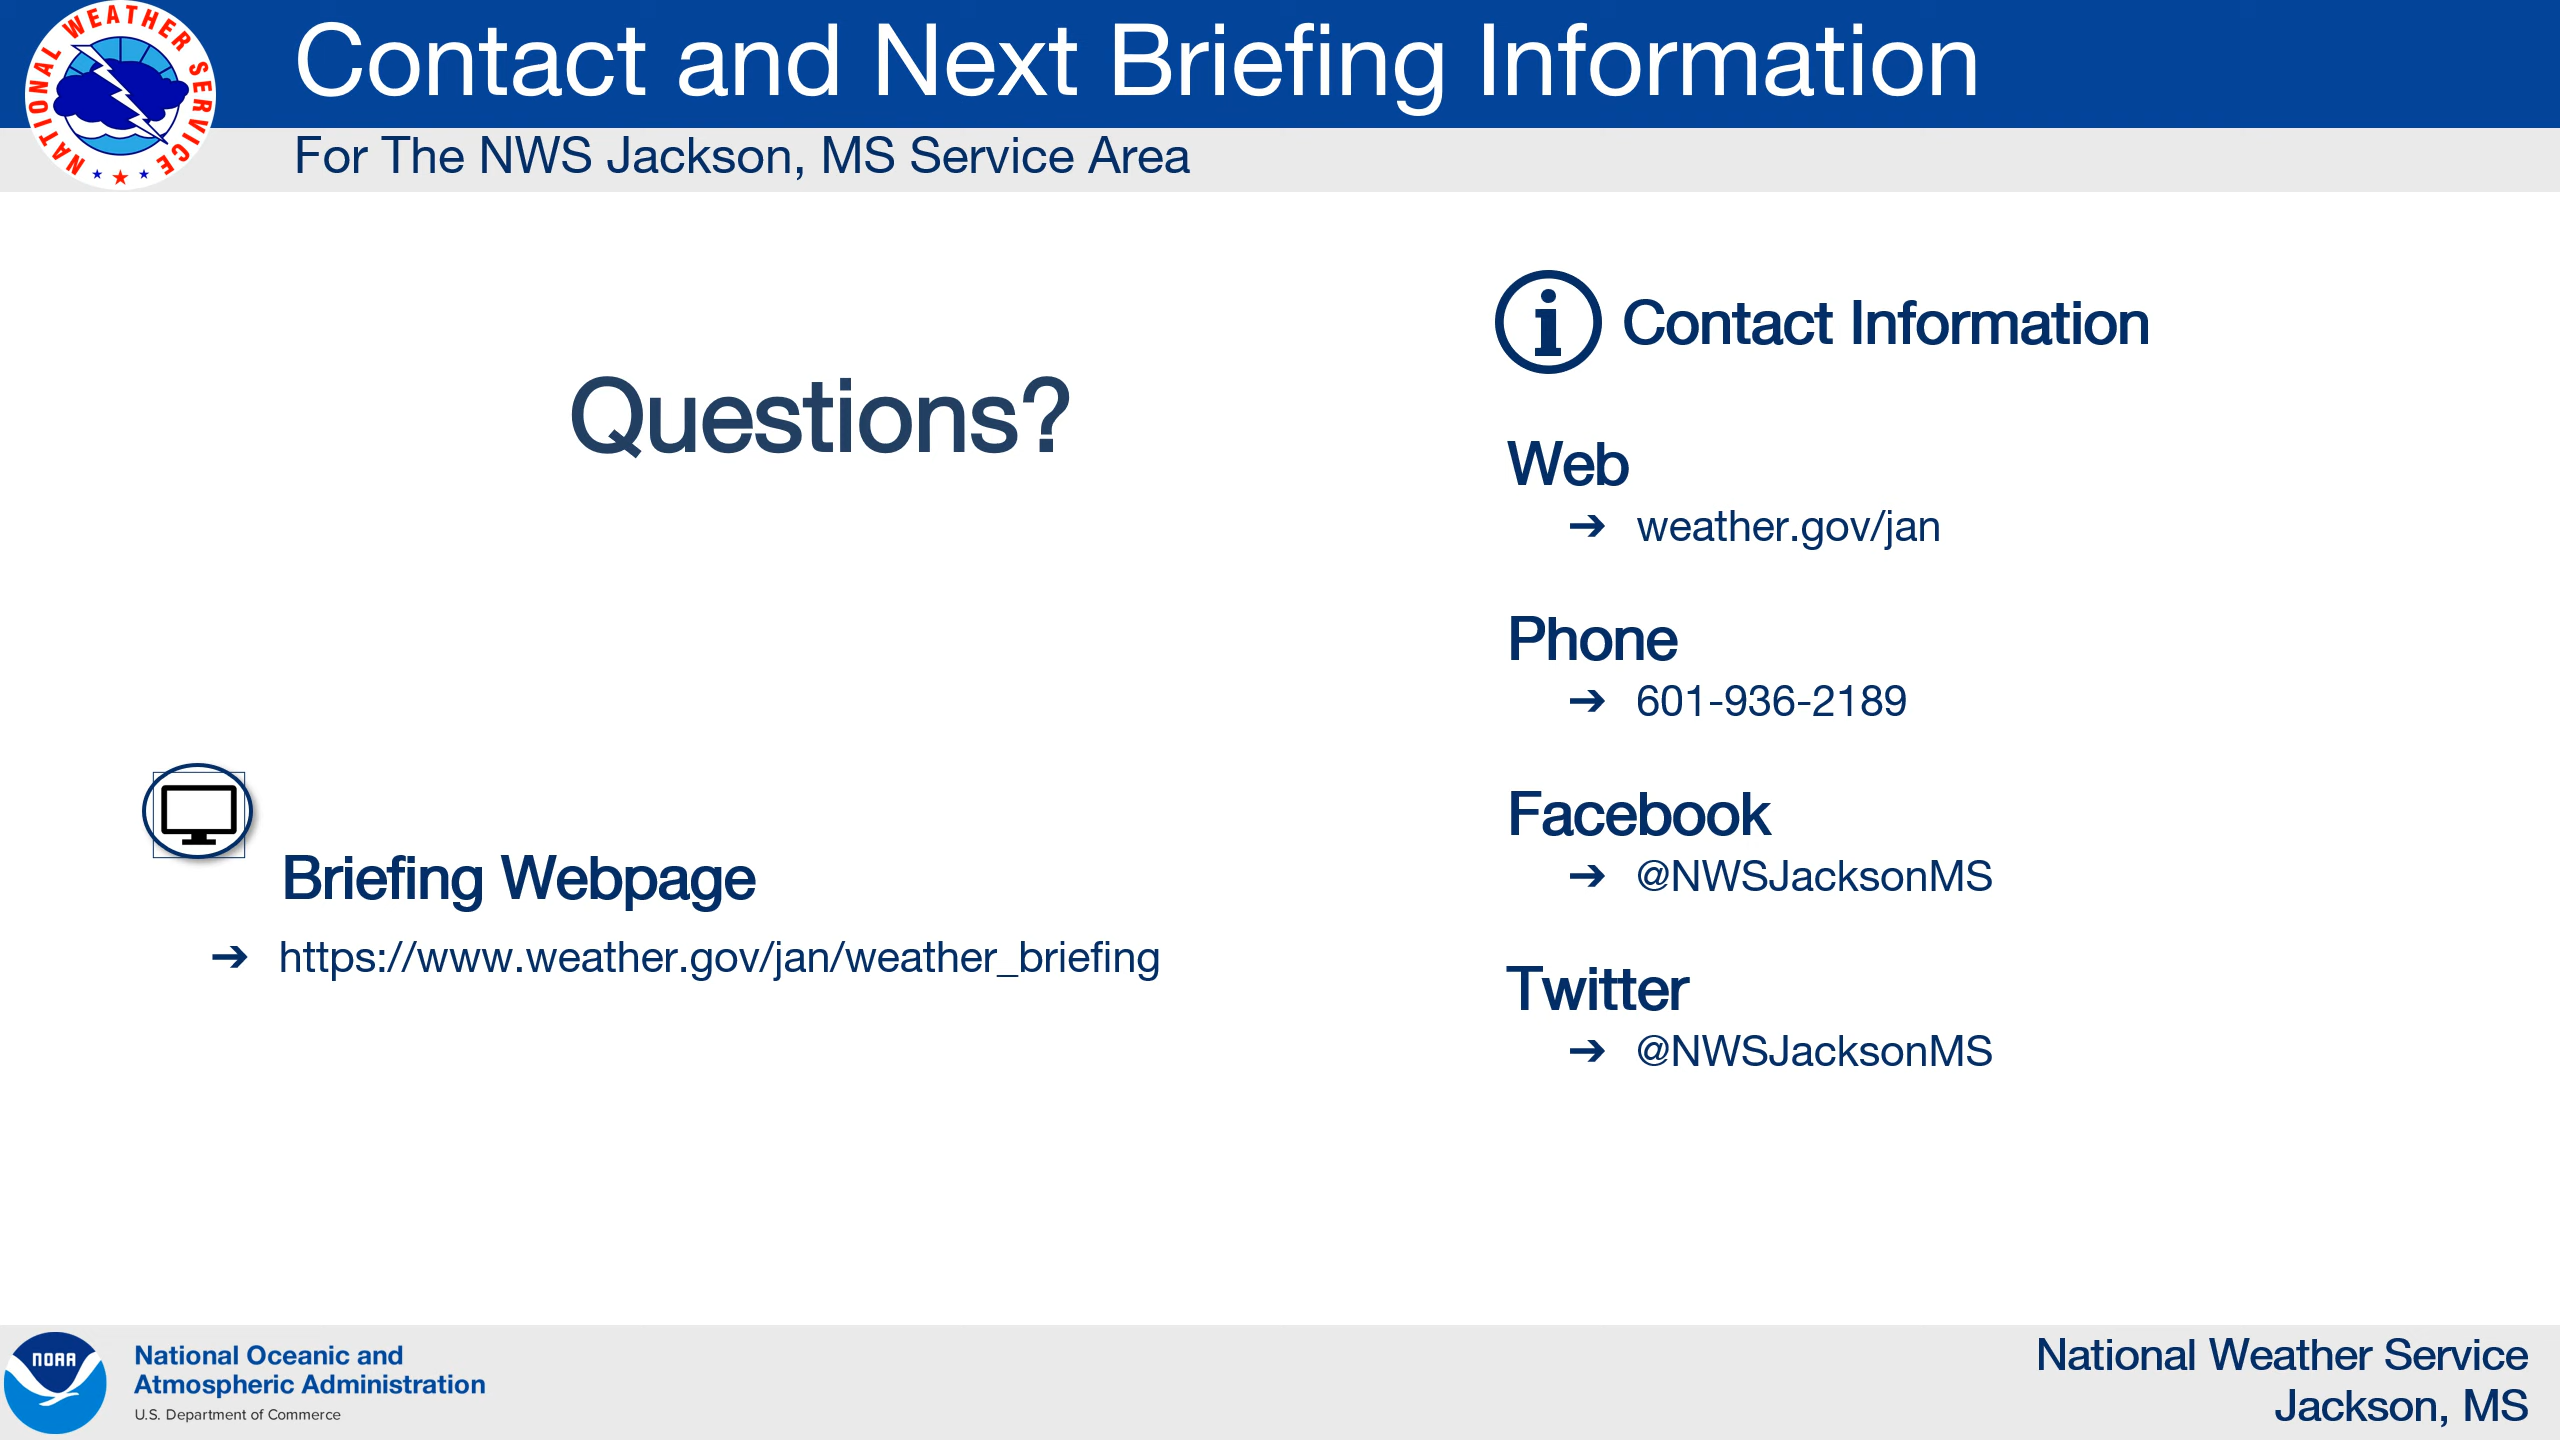 NATIONAL WEATHER SERVICE
Contact and Next Briefing Information
For The NWS Jackson, MS Service Area
Questions?
Briefing Webpage
➔ https://www.weather.gov/jan/weather_briefing
Contact Information
Web
➔ weather.gov/jan
Phone
➔ 601-936-2189
Facebook
➔ @NWSJacksonMS
Twitter
➔ @NWSJacksonMS
NOAA
National Oceanic and
Atmospheric Administration
U.S. Department of Commerce
National Weather Service
Jackson, MS